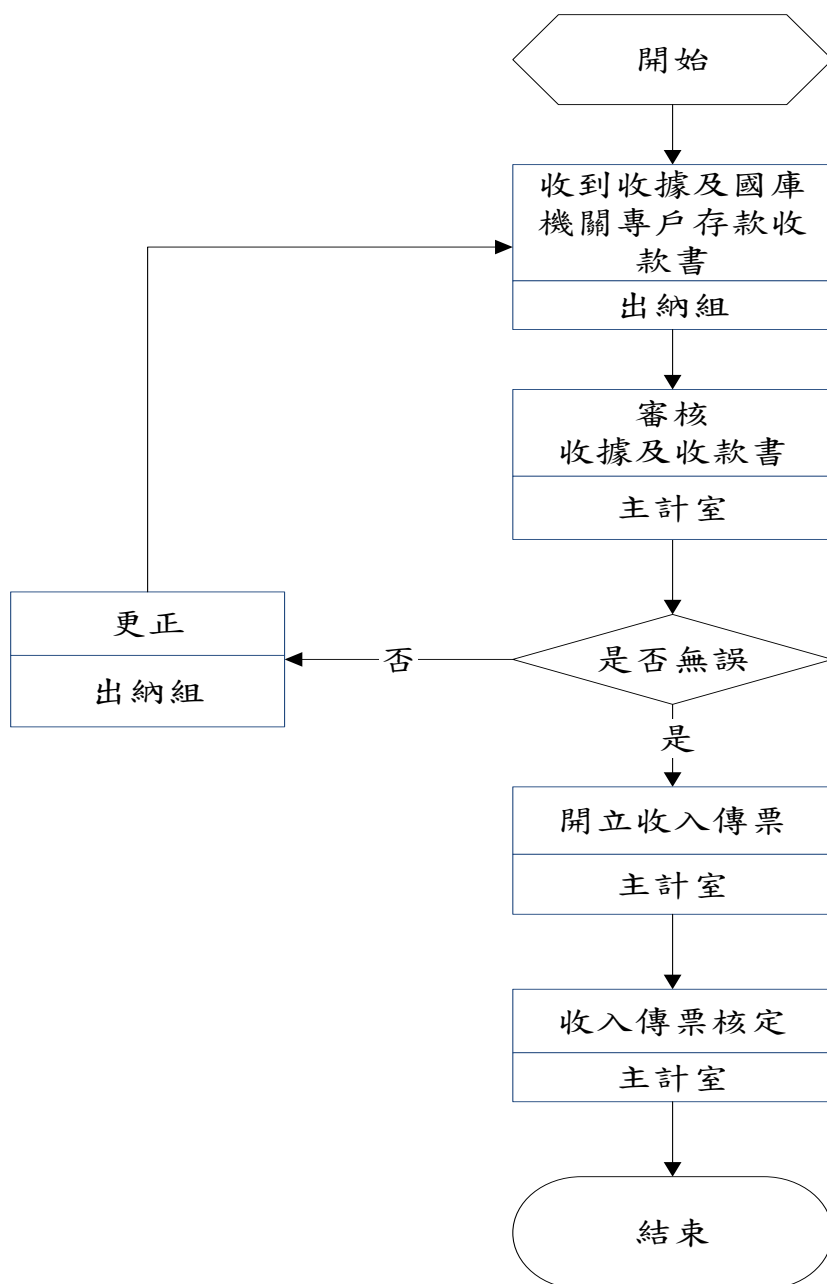 開始
收到收據及國庫
機關專戶存款收
款書
出納組
審核
收據及收款書
主計室
更正
出納組
否
是否無誤
是
開立收入傳票
主計室
收入傳票核定
主計室
結束